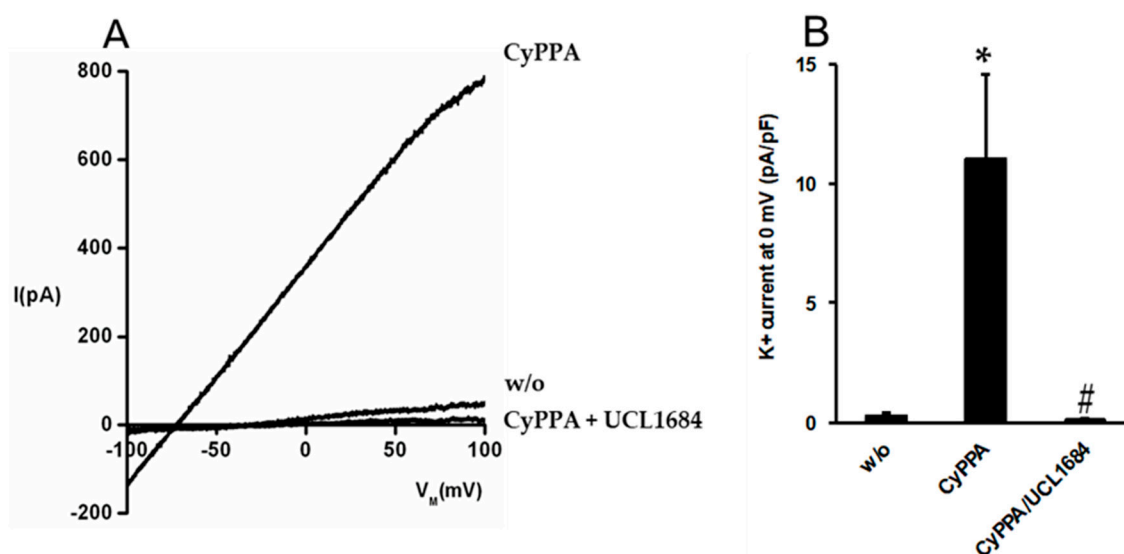 A
CyPPA
800
600
400
I(pA)
200
w/o
0
CyPPA + UCL1684
-100
-50
0
50
100
V_M(mV)
-200
B
15
*
10
5
#
0
K+ current at 0 mV (pA/pF)
w/o
CyPPA
CyPPA/UCL1684